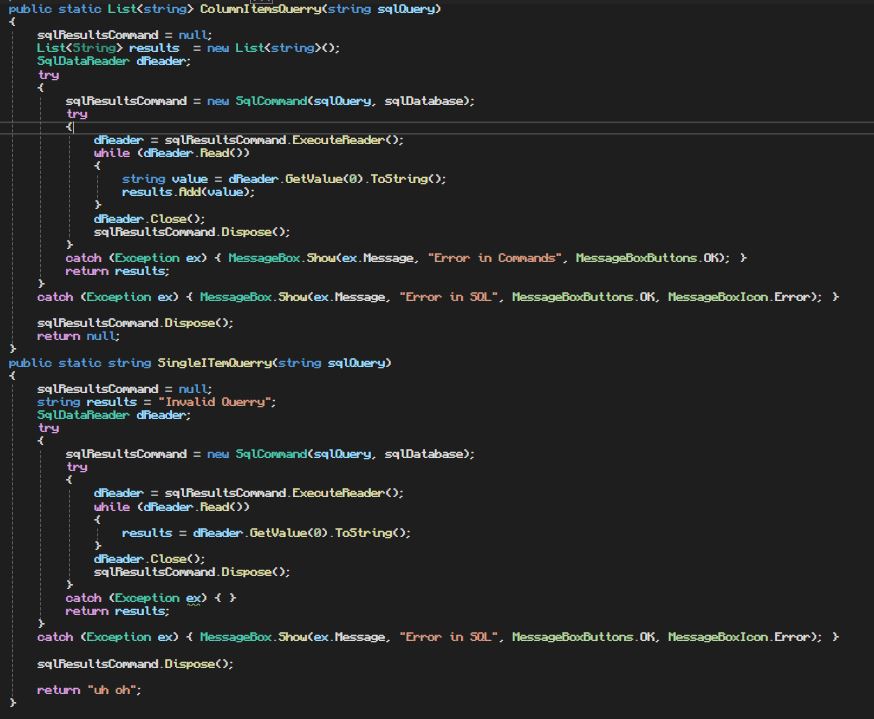 public static List<string> ColumnItemsQuerry(string sqlQuery)
{
sqlResultsCommand = null;
List<String> results  = new List<string>();
SqlDataReader dReader;
try
{
sqlResultsCommand = new SqlCommand(sqlQuery, sqlDatabase);
try
{
dReader = sqlResultsCommand.ExecuteReader();
while (dReader.Read())
{
string value = dReader.GetValue(0).ToString();
results.Add(value);
}
dReader.Close();
sqlResultsCommand.Dispose();
}
catch (Exception ex) { MessageBox.Show(ex.Message, "Error in Commands", MessageBoxButtons.OK); }
return results;
}
catch (Exception ex) { MessageBox.Show(ex.Message, "Error in SQL", MessageBoxButtons.OK, MessageBoxIcon.Error); }
sqlResultsCommand.Dispose();
return null;
}
public static string SingleITemQuerry(string sqlQuery)
{
sqlResultsCommand = null;
string results = "Invalid Querry";
SqlDataReader dReader;
try
{
sqlResultsCommand = new SqlCommand(sqlQuery, sqlDatabase);
try
{
dReader = sqlResultsCommand.ExecuteReader();
while (dReader.Read())
{
results = dReader.GetValue(0).ToString();
}
dReader.Close();
sqlResultsCommand.Dispose();
}
catch (Exception ex) { }
return results;
}
catch (Exception ex) { MessageBox.Show(ex.Message, "Error in SQL", MessageBoxButtons.OK, MessageBoxIcon.Error); }
sqlResultsCommand.Dispose();
return "uh oh";
}